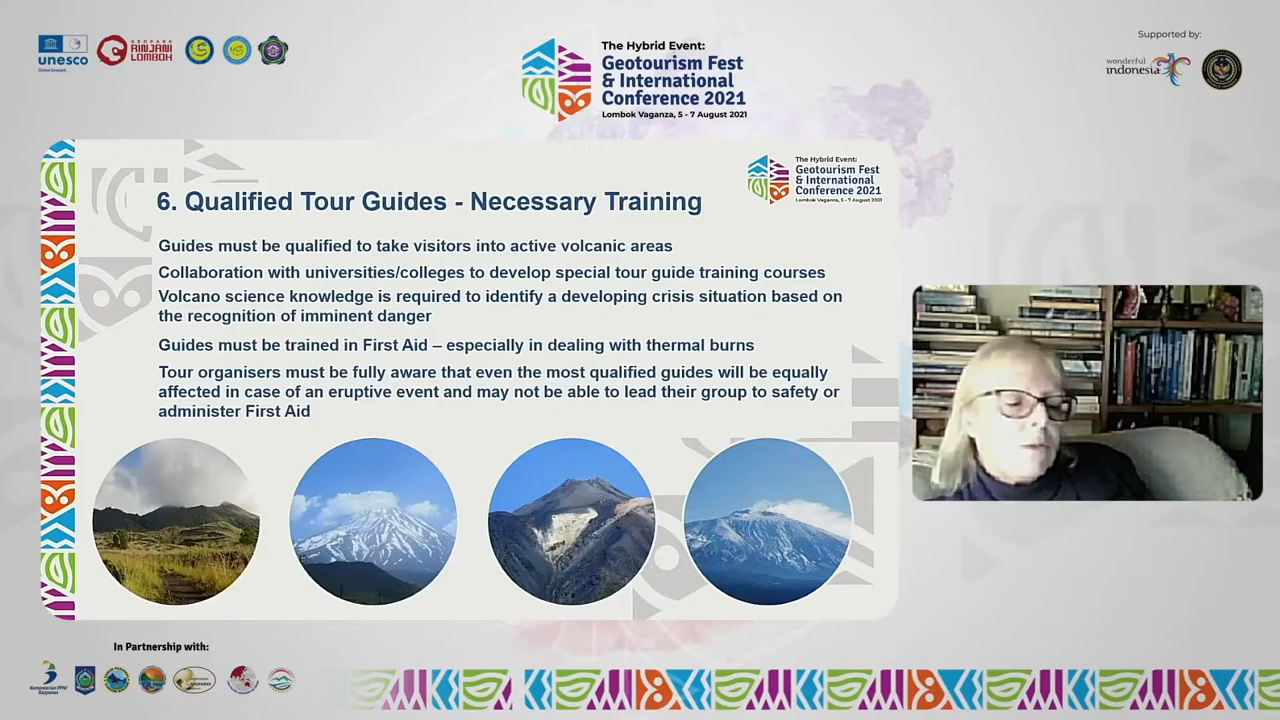 unesco
Global Geopark
GEOPARK
RINJANI
LOMBOK
The Hybrid Event:
Geotourism Fest
& International
Conference 2021
Lombok Vaganza, 5 - 7 August 2021
Supported by:
wonderful
indonesia
The Hybrid Event:
Geotourism Fest
& International
Conference 2021
Lombok Vaganza, 5 - 7 August 2021
6. Qualified Tour Guides - Necessary Training
Guides must be qualified to take visitors into active volcanic areas
Collaboration with universities/colleges to develop special tour guide training courses
Volcano science knowledge is required to identify a developing crisis situation based on
the recognition of imminent danger
Guides must be trained in First Aid – especially in dealing with thermal burns
Tour organisers must be fully aware that even the most qualified guides will be equally
affected in case of an eruptive event and may not be able to lead their group to safety or
administer First Aid
In Partnership with:
Kementerian PPN/
Bappenas